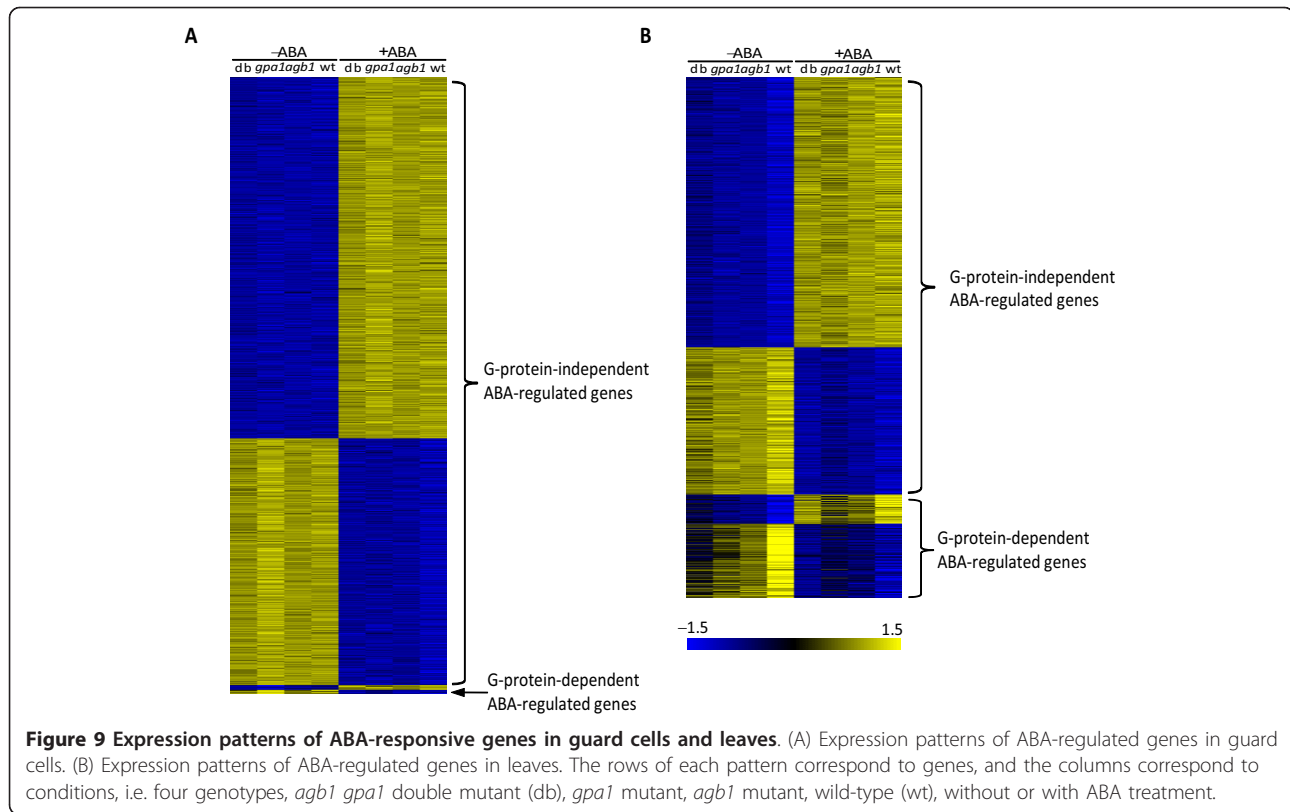 A
–ABA
+ABA
db gpa1agb1 wt
db gpa1agb1 wt
G-protein-independent
ABA-regulated genes
G-protein-dependent
ABA-regulated genes
B
–ABA
+ABA
db gpa1agb1 wt
db gpa1agb1 wt
G-protein-independent
ABA-regulated genes
G-protein-dependent
ABA-regulated genes
–1.5
1.5
Figure 9 Expression patterns of ABA-responsive genes in guard cells and leaves. (A) Expression patterns of ABA-regulated genes in guard
cells. (B) Expression patterns of ABA-regulated genes in leaves. The rows of each pattern correspond to genes, and the columns correspond to
conditions, i.e. four genotypes, agb1 gpa1 double mutant (db), gpa1 mutant, agb1 mutant, wild-type (wt), without or with ABA treatment.